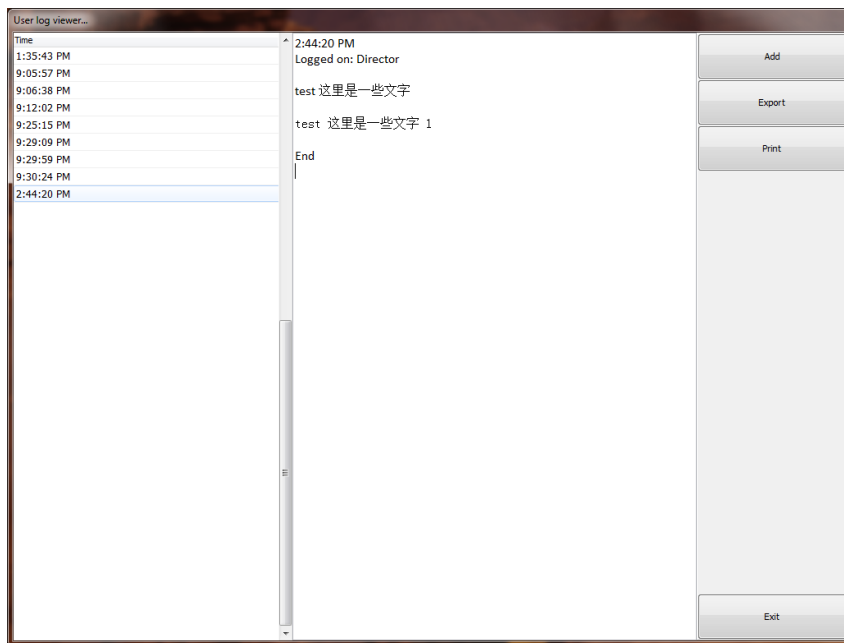 User log viewer...
Time
1:35:43 PM
9:05:57 PM
9:06:38 PM
9:12:02 PM
9:25:15 PM
9:29:09 PM
9:29:59 PM
9:30:24 PM
2:44:20 PM
2:44:20 PM
Logged on: Director
test 这里是一些文字
test 这里是一些文字 1
End
Add
Export
Print
Exit